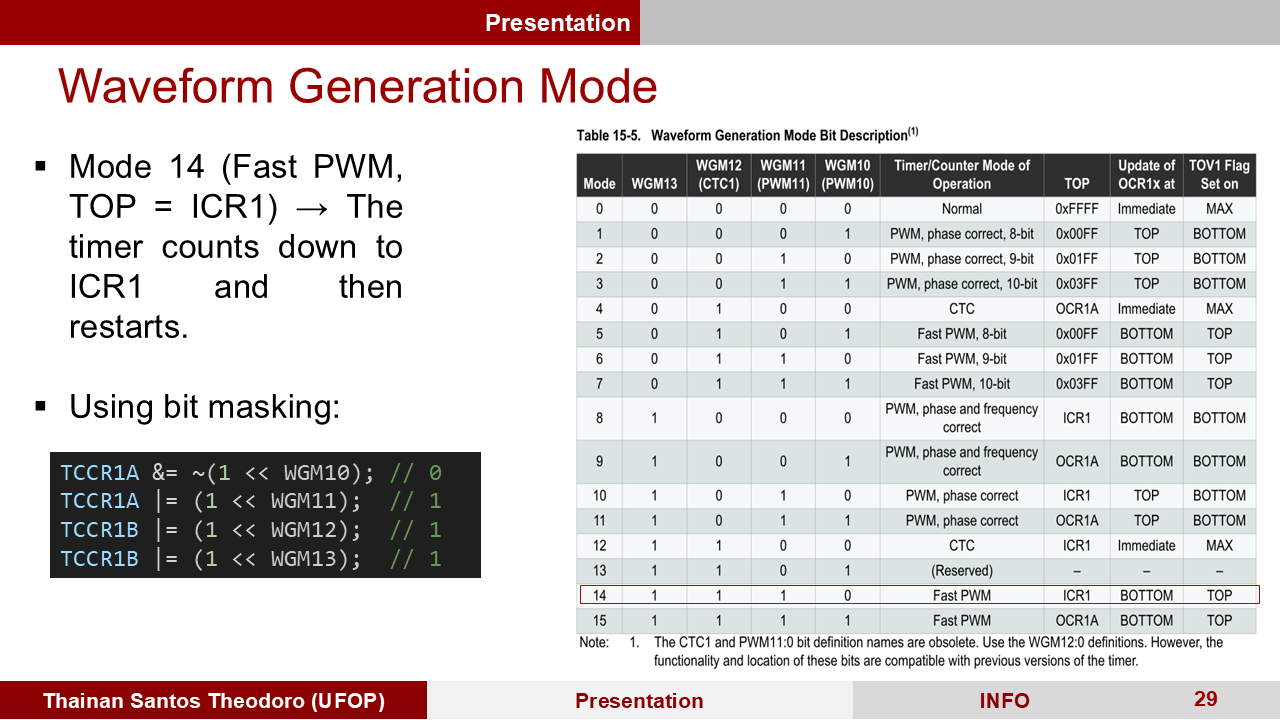 Presentation
Waveform Generation Mode
▪ Mode 14 (Fast PWM,
TOP = ICR1) → The
timer counts down to
ICR1 and then
restarts.
▪ Using bit masking:
TCCR1A &= ~(1 << WGM10); // 0
TCCR1A |= (1 << WGM11); // 1
TCCR1B |= (1 << WGM12); // 1
TCCR1B |= (1 << WGM13); // 1
Table 15-5. Waveform Generation Mode Bit Description(1)
Mode WGM13 WGM12 (CTC1) WGM11 (PWM11) WGM10 (PWM10) Timer/Counter Mode of Operation TOP Update of OCR1x at TOV1 Flag Set on
0 0 0 0 0 Normal 0xFFFF Immediate MAX
1 0 0 0 1 PWM, phase correct, 8-bit 0x00FF TOP BOTTOM
2 0 0 1 0 PWM, phase correct, 9-bit 0x01FF TOP BOTTOM
3 0 0 1 1 PWM, phase correct, 10-bit 0x03FF TOP BOTTOM
4 0 1 0 0 CTC OCR1A Immediate MAX
5 0 1 0 1 Fast PWM, 8-bit 0x00FF BOTTOM TOP
6 0 1 1 0 Fast PWM, 9-bit 0x01FF BOTTOM TOP
7 0 1 1 1 Fast PWM, 10-bit 0x03FF BOTTOM TOP
8 1 0 0 0 PWM, phase and frequency correct ICR1 BOTTOM BOTTOM
9 1 0 0 1 PWM, phase and frequency correct OCR1A BOTTOM BOTTOM
10 1 0 1 0 PWM, phase correct ICR1 TOP BOTTOM
11 1 0 1 1 PWM, phase correct OCR1A TOP BOTTOM
12 1 1 0 0 CTC ICR1 Immediate MAX
13 1 1 0 1 (Reserved) – – –
14 1 1 1 0 Fast PWM ICR1 BOTTOM TOP
15 1 1 1 1 Fast PWM OCR1A BOTTOM TOP
Note: 1. The CTC1 and PWM11:0 bit definition names are obsolete. Use the WGM12:0 definitions. However, the
functionality and location of these bits are compatible with previous versions of the timer.
Thainan Santos Theodoro (UFOP) Presentation INFO 29